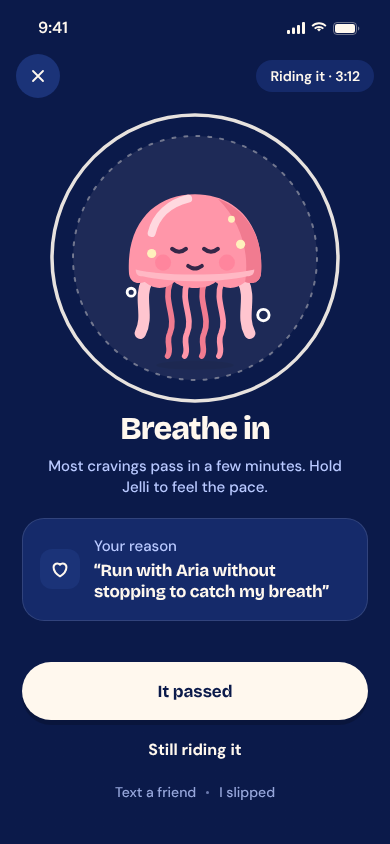 9:41
Riding it · 3:12
Breathe in
Most cravings pass in a few minutes. Hold
Jelli to feel the pace.
Your reason
“Run with Aria without
stopping to catch my breath”
It passed
Still riding it
Text a friend · I slipped